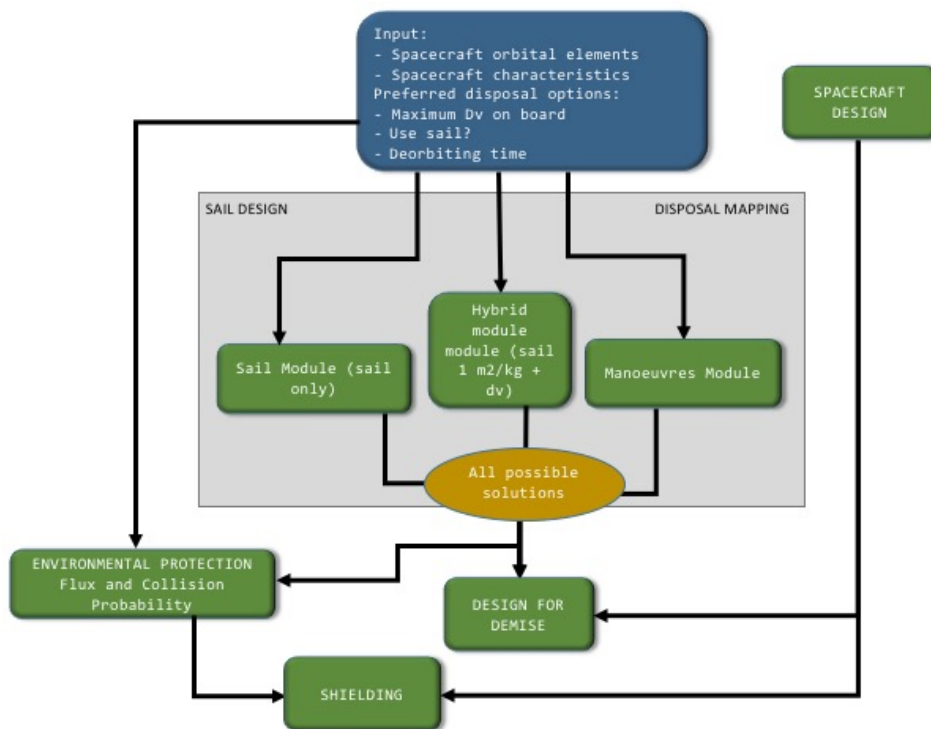 Input:
- Spacecraft orbital elements
- Spacecraft characteristics
Preferred disposal options:
- Maximum Dv on board
- Use sail?
- Deorbiting time
SPACECRAFT
DESIGN
SAIL DESIGN
DISPOSAL MAPPING
Sail Module (sail
only)
Hybrid
module
module (sail
1 m2/kg +
dv)
Manoeuvres Module
All possible
solutions
ENVIRONMENTAL PROTECTION
Flux and Collision
Probability
DESIGN FOR
DEMISE
SHIELDING